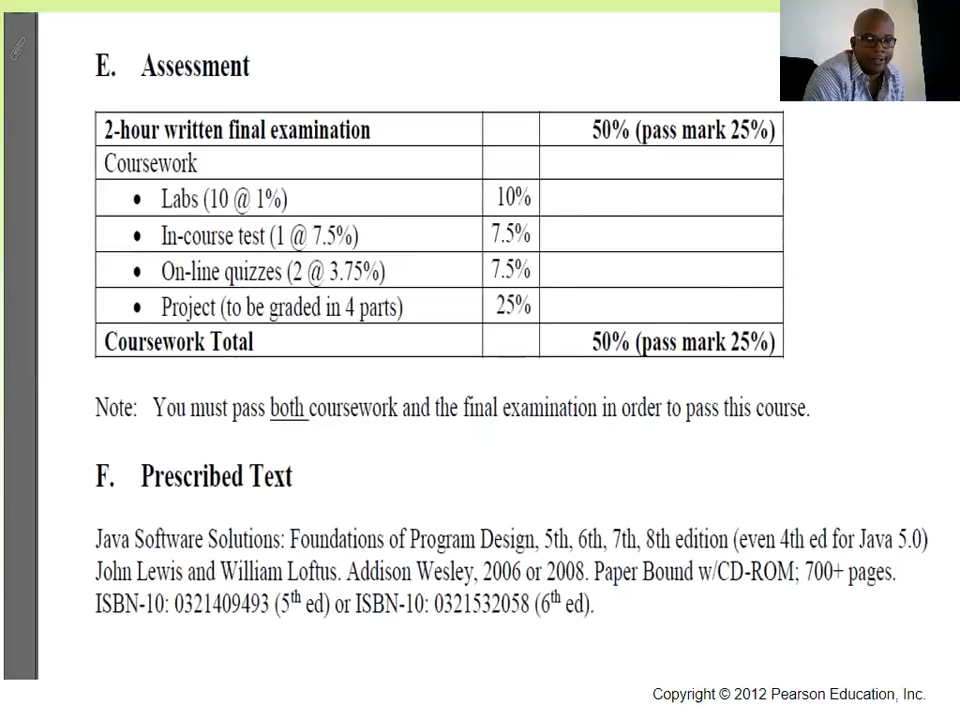 E. Assessment
2-hour written final examination 50% (pass mark 25%)
Coursework
• Labs (10 @ 1%) 10%
• In-course test (1 @ 7.5%) 7.5%
• On-line quizzes (2 @ 3.75%) 7.5%
• Project (to be graded in 4 parts) 25%
Coursework Total 50% (pass mark 25%)
Note: You must pass both coursework and the final examination in order to pass this course.
F. Prescribed Text
Java Software Solutions: Foundations of Program Design, 5th, 6th, 7th, 8th edition (even 4th ed for Java 5.0)
John Lewis and William Loftus. Addison Wesley, 2006 or 2008. Paper Bound w/CD-ROM; 700+ pages.
ISBN-10: 0321409493 (5th ed) or ISBN-10: 0321532058 (6th ed).
Copyright © 2012 Pearson Education, Inc.